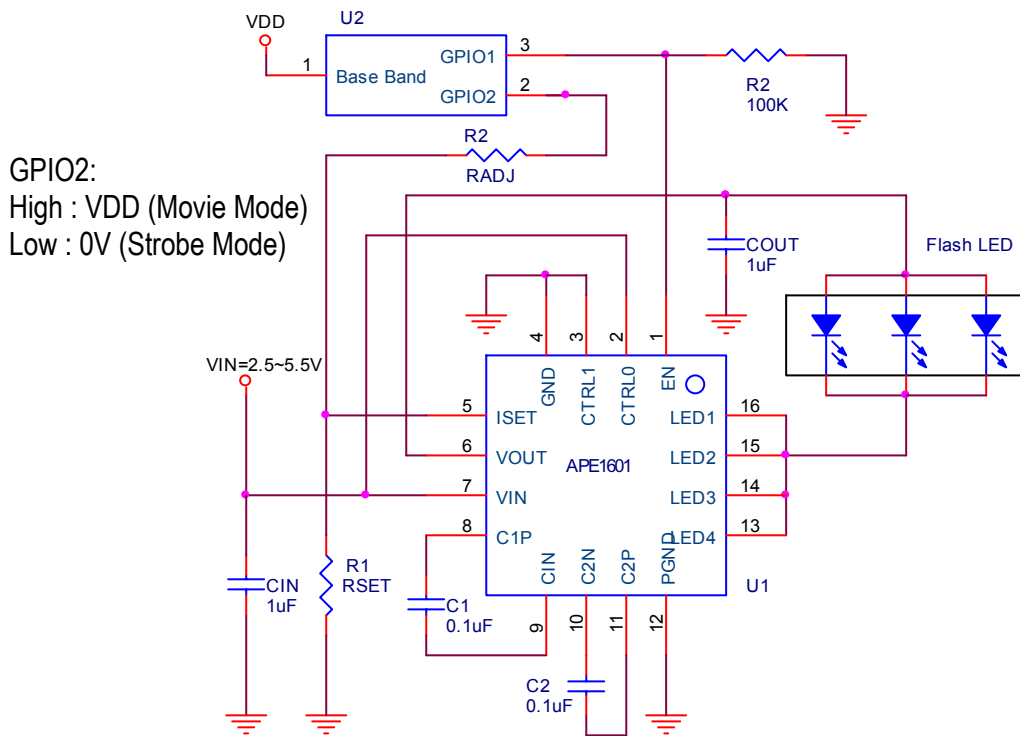 VDD
U2
1
Base Band
GPIO1
3
GPIO2
2
R2
100K
R2
RADJ
GPIO2:
High : VDD (Movie Mode)
Low : 0V (Strobe Mode)
COUT
1uF
Flash LED
VIN=2.5~5.5V
4
3
2
1
GND
CTRL1
CTRL0
EN
5
ISET
LED1
16
6
VOUT
APE1601
LED2
15
7
VIN
LED3
14
8
C1P
LED4
13
CIN
C2N
C2P
PGND
U1
CIN
1uF
R1
RSET
C1
0.1uF
9
10
11
12
C2
0.1uF